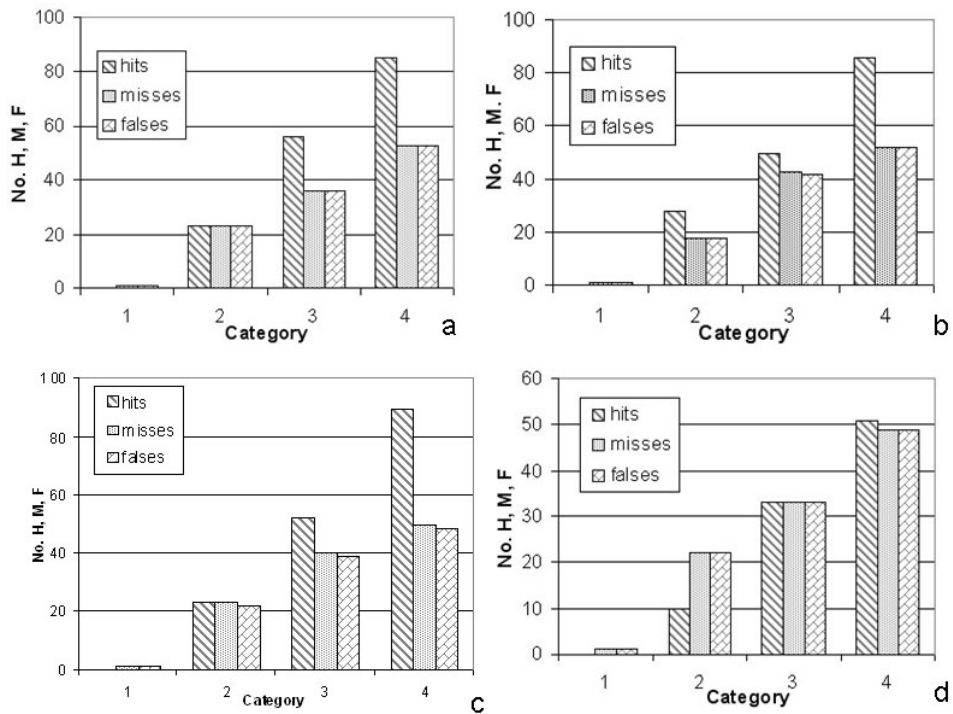 100
80
60
40
20
0
No. H, M, F
hits
misses
falses
1 2 3 4
Category
a
100
80
60
40
20
0
No. H, M. F
hits
misses
falses
1 2 3 4
Category
b
1 00
80
60
40
20
0
No. H, M, F
hits
misses
falses
1 2 3 4
Category
c
60
50
40
30
20
10
0
No. H, M, F
hits
misses
falses
1 2 3 4
Category
d